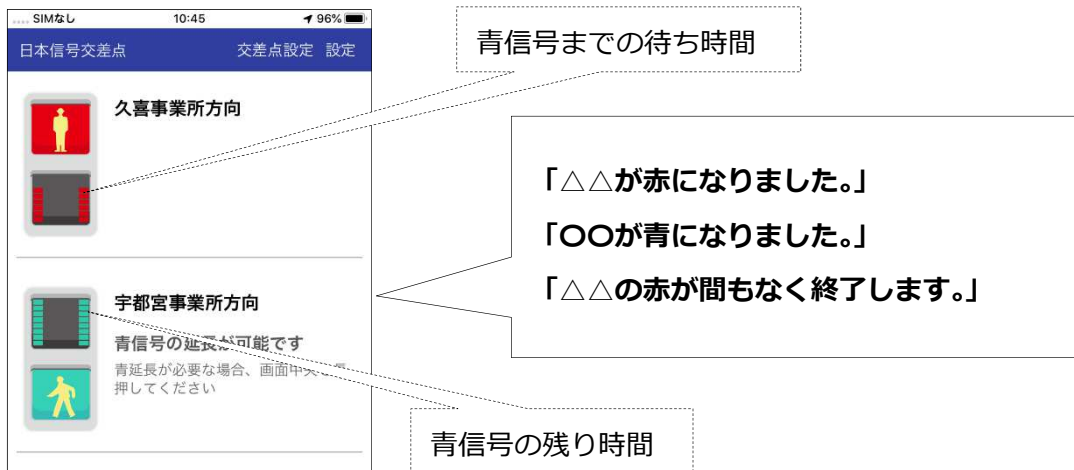 .... SIMなし 10:45 96%
日本信号交差点 交差点設定 設定
久喜事業所方向
宇都宮事業所方向
青信号の延長が可能です
青延長が必要な場合、画面中央を長
押してください
青信号までの待ち時間
「△△が赤になりました。」
「〇〇が青になりました。」
「△△の赤が間もなく終了します。」
青信号の残り時間